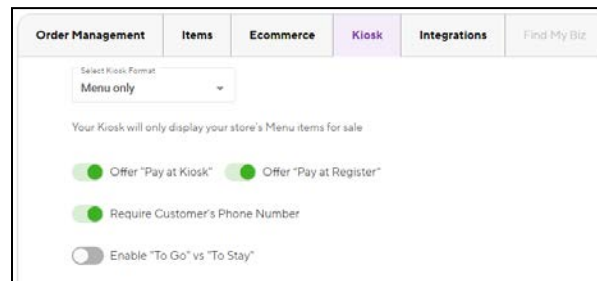 Order Management Items Ecommerce Kiosk Integrations Find My Biz
Select Kiosk Format
Menu only
Your Kiosk will only display your store's Menu items for sale
Offer "Pay at Kiosk" Offer "Pay at Register"
Require Customer's Phone Number
Enable "To Go" vs "To Stay"